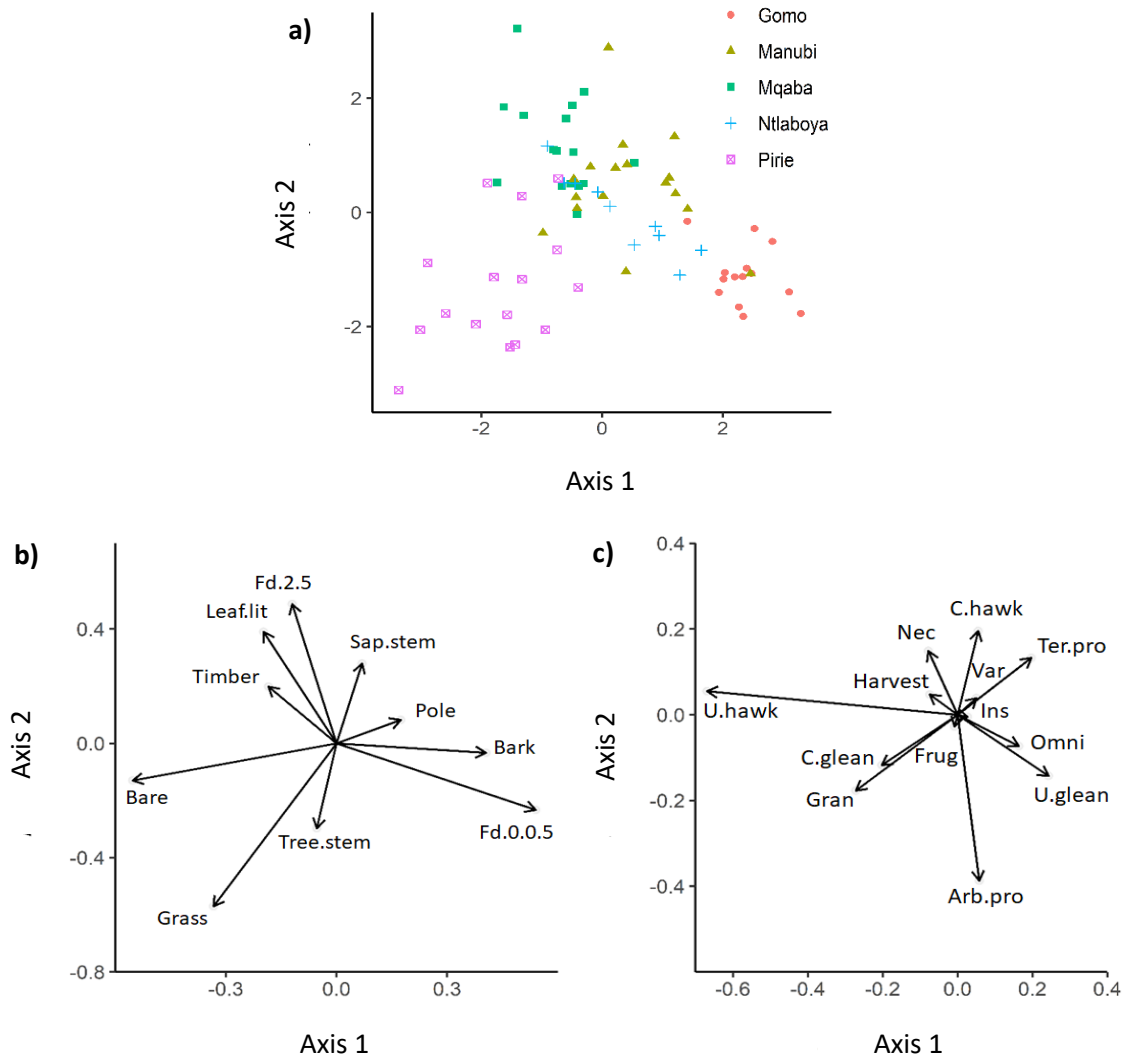 a)
Gomo
Manubi
Mqaba
Ntlaboya
Pirie
2
0
-2
Axis 2
-2
0
2
Axis 1
b)
Fd.2.5
Leaf.lit
Sap.stem
Timber
Pole
Bark
Bare
Fd.0.0.5
Tree.stem
Grass
0.4
0.0
-0.4
-0.8
Axis 2
-0.3
0.0
0.3
Axis 1
c)
C.hawk
Nec
Ter.pro
Var
Harvest
U.hawk
Ins
Omni
C.glean
Frug
Gran
U.glean
Arb.pro
0.4
0.2
0.0
-0.2
-0.4
Axis 2
-0.6
-0.4
-0.2
0.0
0.2
0.4
Axis 1